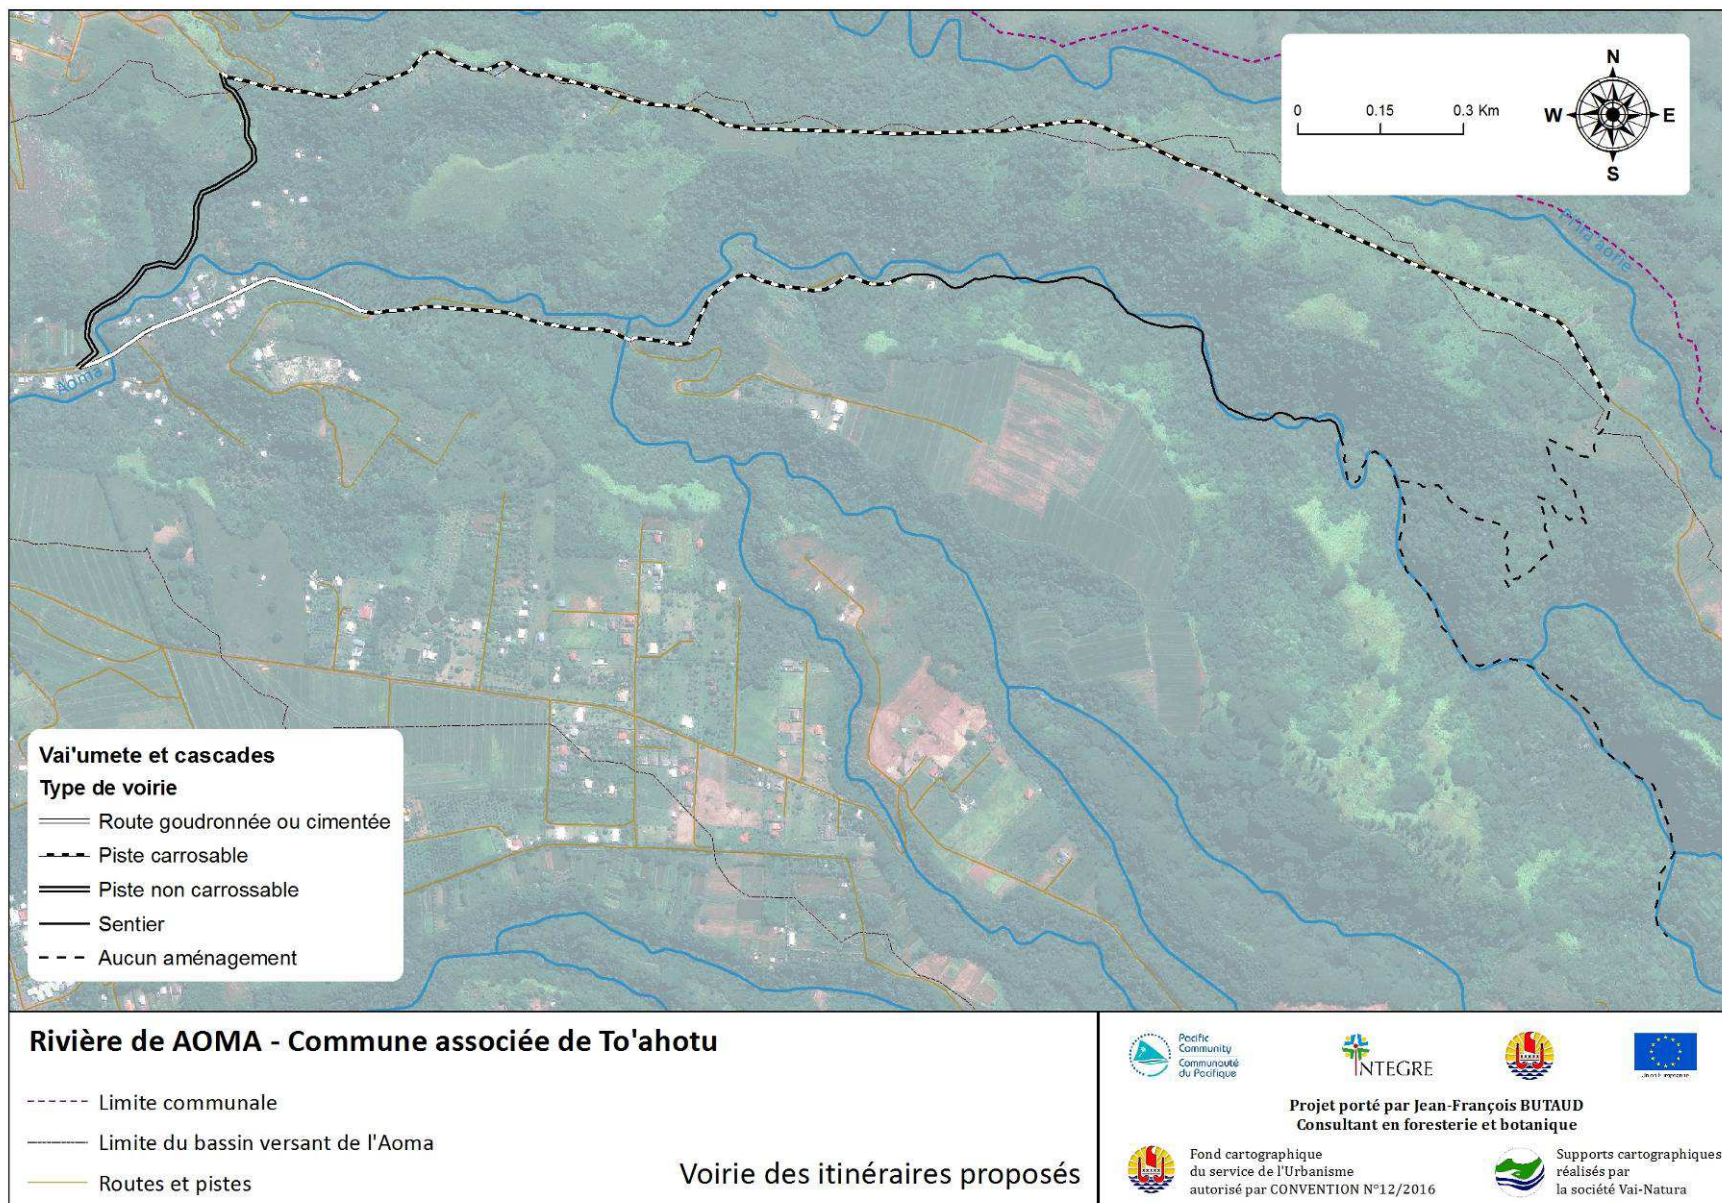 N
W E
S
0 0.15 0.3 Km
Aoma
Vai'umete et cascades
Type de voirie
Route goudronnée ou cimentée
Piste carrosable
Piste non carrossable
Sentier
Aucun aménagement
Rivière de AOMA - Commune associée de To'ahotu
Limite communale
Limite du bassin versant de l'Aoma
Routes et pistes
Voirie des itinéraires proposés
Pacific
Community
Communauté
du Pacifique
INTEGRE
Projet porté par Jean-François BUTAUD
Consultant en foresterie et botanique
Fond cartographique
du service de l'Urbanisme
autorisé par CONVENTION N°12/2016
Supports cartographiques
réalisés par
la société Vai-Natura